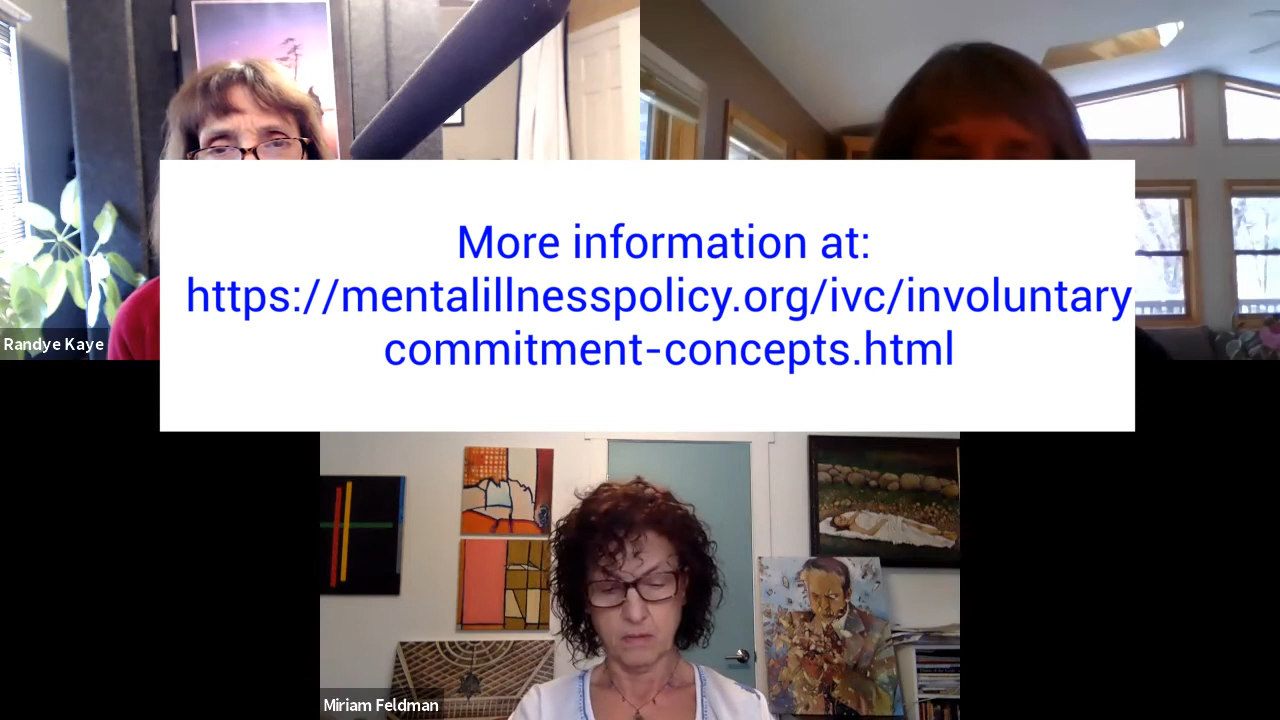 More information at:
https://mentalillnesspolicy.org/ivc/involuntary
commitment-concepts.html
Randye Kaye
Miriam Feldman